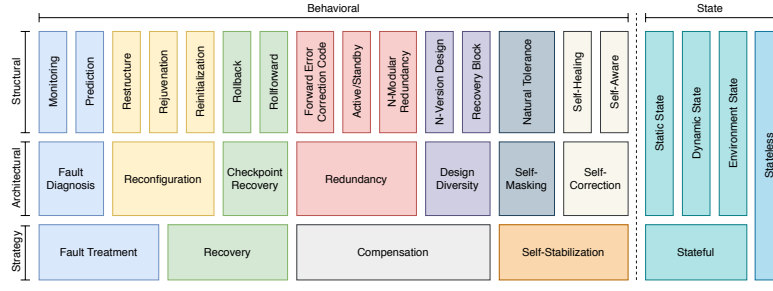 Behavioral
State
Structural
Monitoring
Prediction
Restructure
Rejuvenation
Reinitialization
Rollback
Rollforward
Forward Error
Correction Code
Active/Standby
N-Modular
Redundancy
N-Version Design
Recovery Block
Natural Tolerance
Self-Healing
Self-Aware
Static State
Dynamic State
Environment State
Stateless
Architectural
Fault
Diagnosis
Reconfiguration
Checkpoint
Recovery
Redundancy
Design
Diversity
Self-
Masking
Self-
Correction
Strategy
Fault Treatment
Recovery
Compensation
Self-Stabilization
Stateful